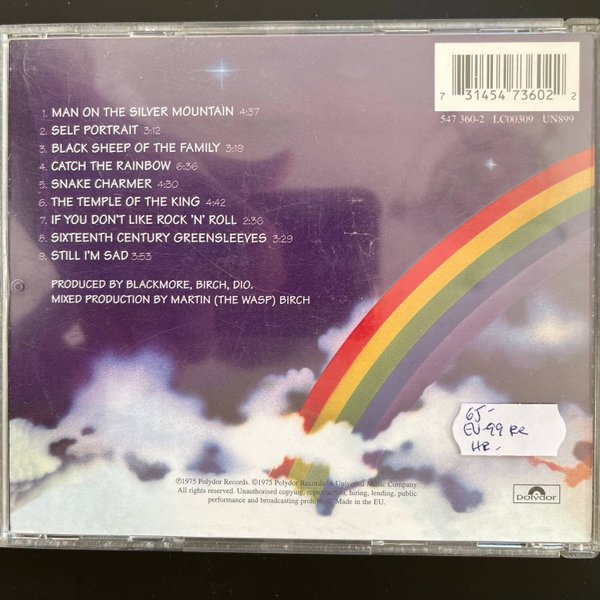 7 31454 73602 2
547 360-2 LC00309 UN899
1. MAN ON THE SILVER MOUNTAIN 4:37
2. SELF PORTRAIT 3:12
3. BLACK SHEEP OF THE FAMILY 3:19
4. CATCH THE RAINBOW 6:36
5. SNAKE CHARMER 4:30
6. THE TEMPLE OF THE KING 4:42
7. IF YOU DON'T LIKE ROCK 'N' ROLL 2:36
8. SIXTEENTH CENTURY GREENSLEEVES 3:29
9. STILL I'M SAD 3:53
PRODUCED BY BLACKMORE, BIRCH, DIO.
MIXED PRODUCTION BY MARTIN (THE WASP) BIRCH
65,-
EU-99 RE
HR-
℗1975 Polydor Records. ©1975 Polydor Records. A Universal Music Company.
All rights reserved. Unauthorised copying, reproduction, hiring, lending, public
performance and broadcasting prohibited. Made in the EU.
Polydor